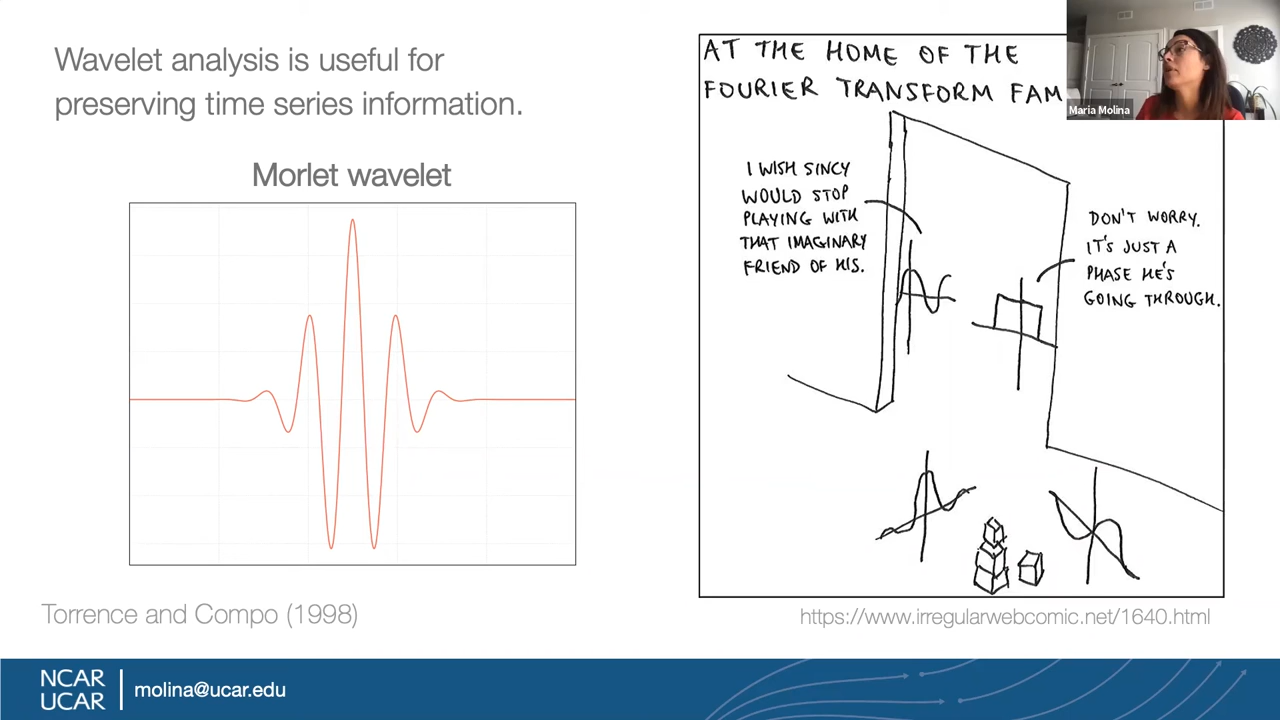 Wavelet analysis is useful for
preserving time series information.
Morlet wavelet
Torrence and Compo (1998)
AT THE HOME OF THE
FOURIER TRANSFORM FAM
I WISH SINCY
WOULD STOP
PLAYING WITH
THAT IMAGINARY
FRIEND OF HIS.
DON'T WORRY.
IT'S JUST A
PHASE HE'S
GOING THROUGH.
https://www.irregularwebcomic.net/1640.html
Maria Molina
NCAR
UCAR
molina@ucar.edu